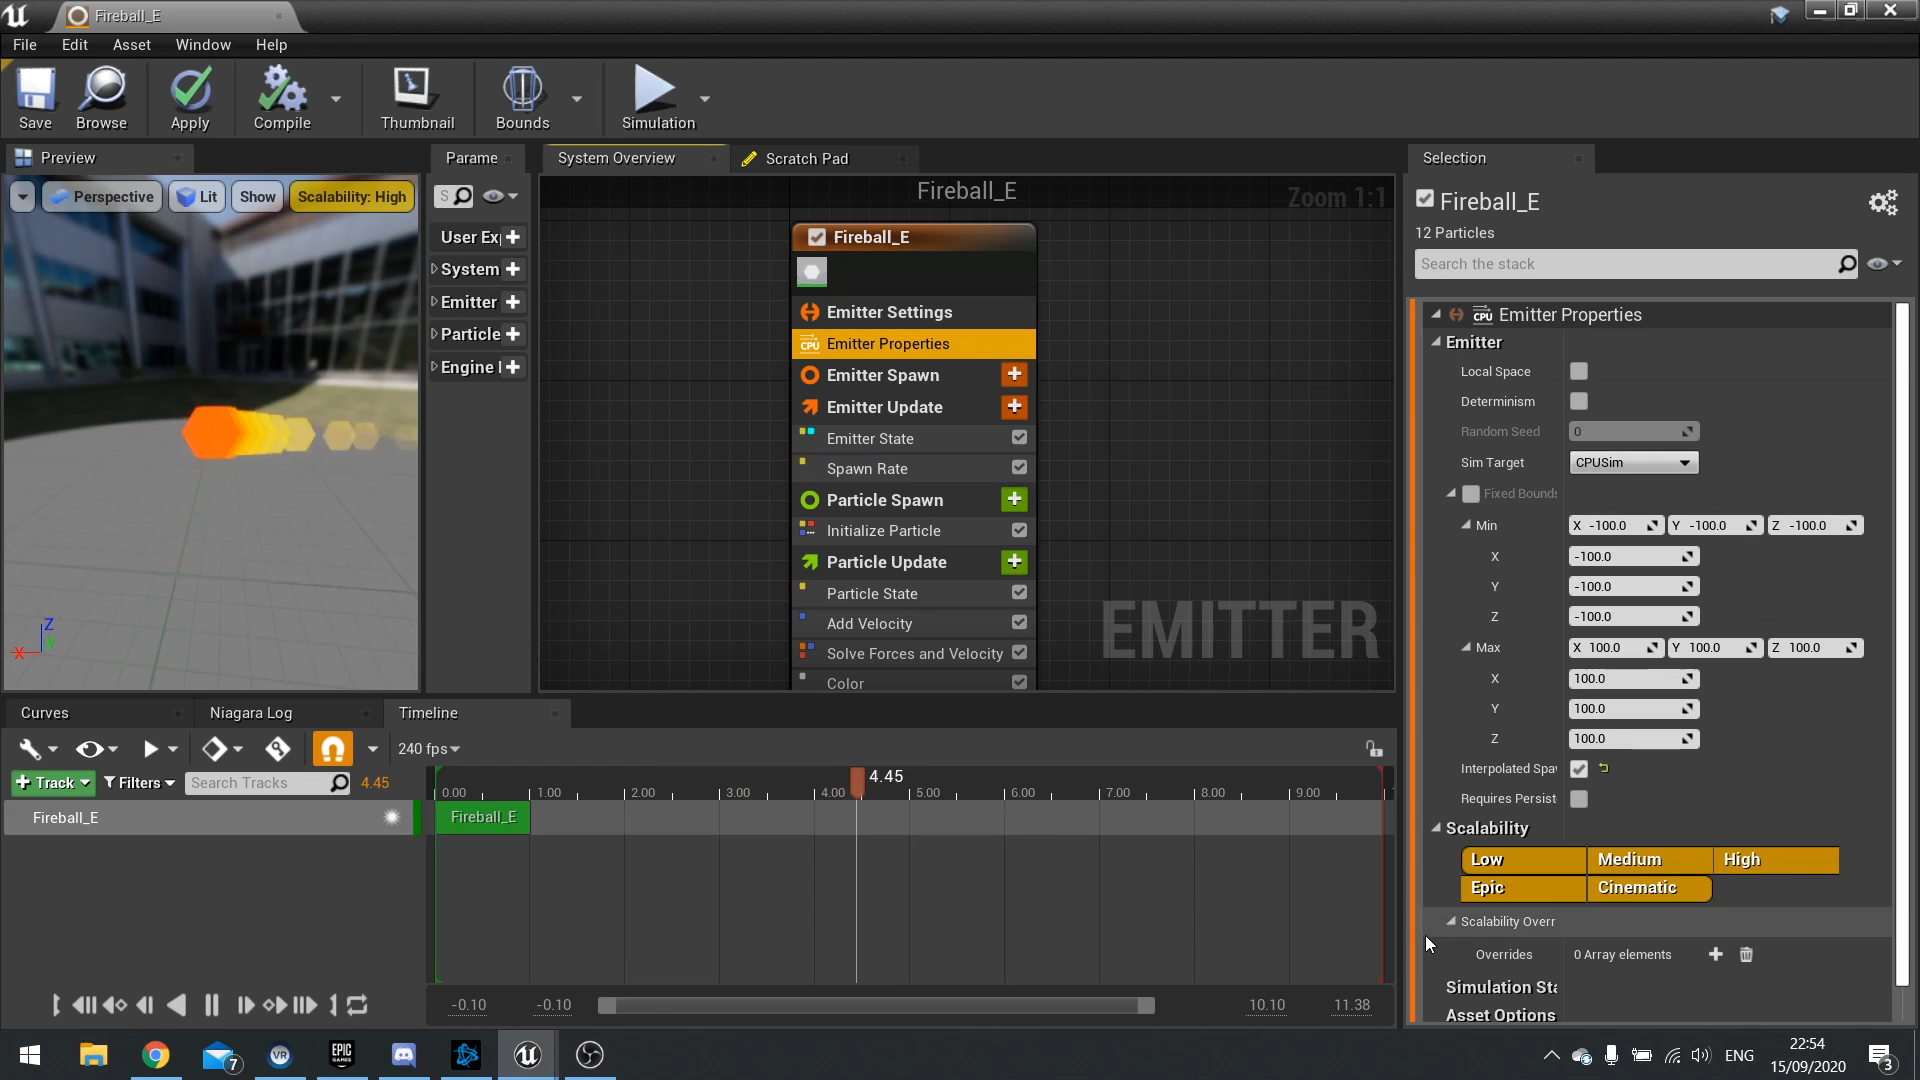 Fireball_E
File Edit Asset Window Help
Save Browse Apply Compile Thumbnail Bounds Simulation
Preview
Perspective Lit Show Scalability: High
Z
Y
X
Parame
S
User Ex
System
Emitter
Particle
Engine
System Overview Scratch Pad
Fireball_E
Zoom 1:1
Fireball_E
Emitter Settings
CPU Emitter Properties
Emitter Spawn
Emitter Update
Emitter State
Spawn Rate
Particle Spawn
Initialize Particle
Particle Update
Particle State
Add Velocity
Solve Forces and Velocity
Color
EMITTER
Selection
Fireball_E
12 Particles
Search the stack
CPU Emitter Properties
Emitter
Local Space
Determinism
Random Seed 0
Sim Target CPUSim
Fixed Bounds
Min X -100.0 Y -100.0 Z -100.0
X -100.0
Y -100.0
Z -100.0
Max X 100.0 Y 100.0 Z 100.0
X 100.0
Y 100.0
Z 100.0
Interpolated Spa
Requires Persist
Scalability
Low Medium High
Epic Cinematic
Scalability Overr
Overrides 0 Array elements
Simulation Sta
Asset Options
Curves Niagara Log Timeline
240 fps
Track Filters Search Tracks 4.45
4.45
0.00 1.00 2.00 3.00 4.00 5.00 6.00 7.00 8.00 9.00
Fireball_E
Fireball_E
-0.10 -0.10 10.10 11.38
7 VR EPIC GAMES
ENG
22:54
15/09/2020
3